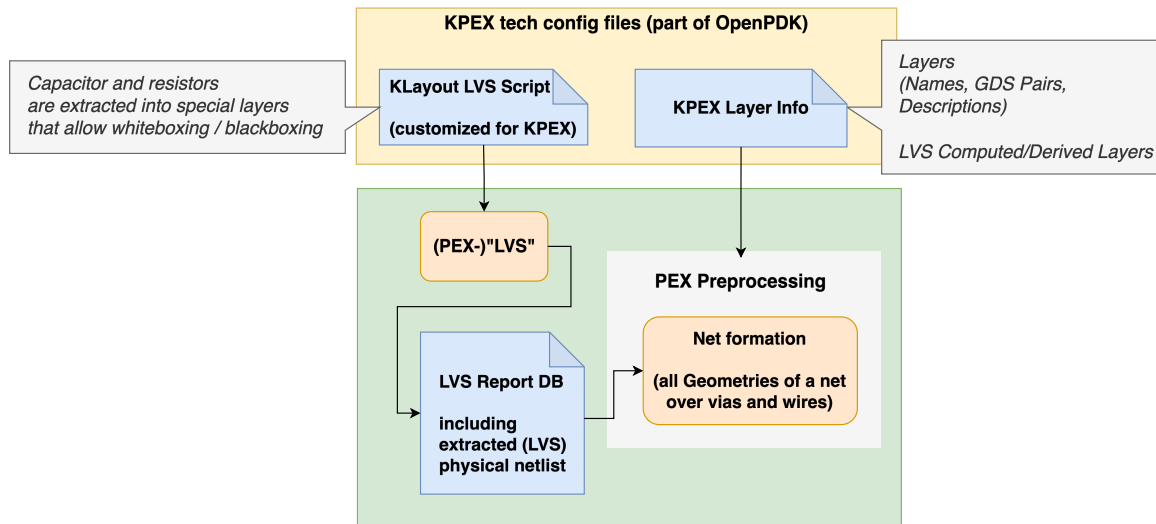 KPEX tech config files (part of OpenPDK)
Capacitor and resistors
are extracted into special layers
that allow whiteboxing / blackboxing
KLayout LVS Script
(customized for KPEX)
KPEX Layer Info
Layers
(Names, GDS Pairs,
Descriptions)
LVS Computed/Derived Layers
(PEX-)"LVS"
PEX Preprocessing
Net formation
(all Geometries of a net
over vias and wires)
LVS Report DB
including
extracted (LVS)
physical netlist